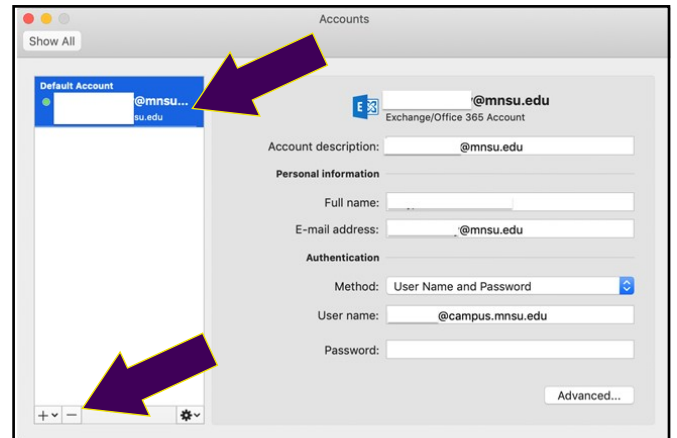 Accounts
Show All
Default Account
@mnsu...
su.edu
@mnsu.edu
Exchange/Office 365 Account
Account description: @mnsu.edu
Personal information
Full name:
E-mail address: @mnsu.edu
Authentication
Method: User Name and Password
User name: @campus.mnsu.edu
Password:
Advanced...